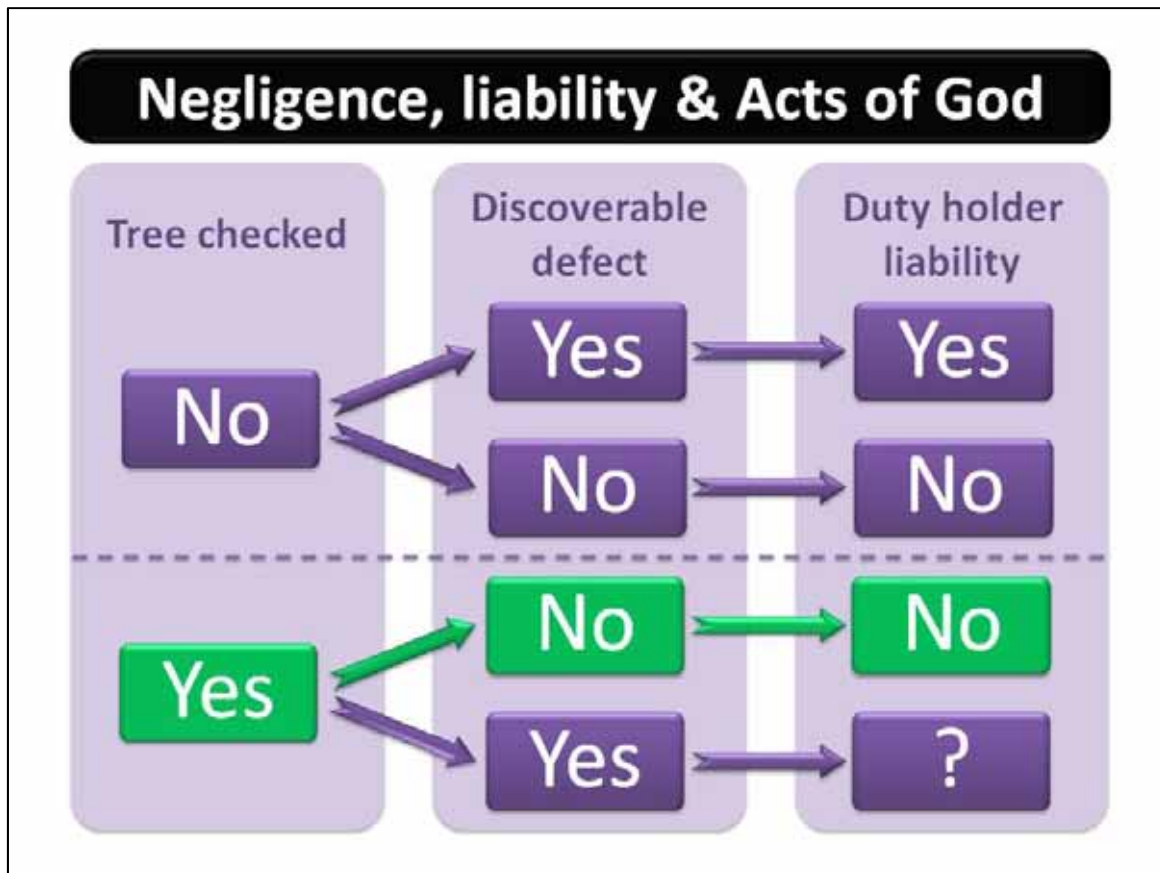 Negligence, liability & Acts of God
Tree checked
Discoverable
defect
Duty holder
liability
No
Yes
Yes
No
No
Yes
No
No
Yes
?